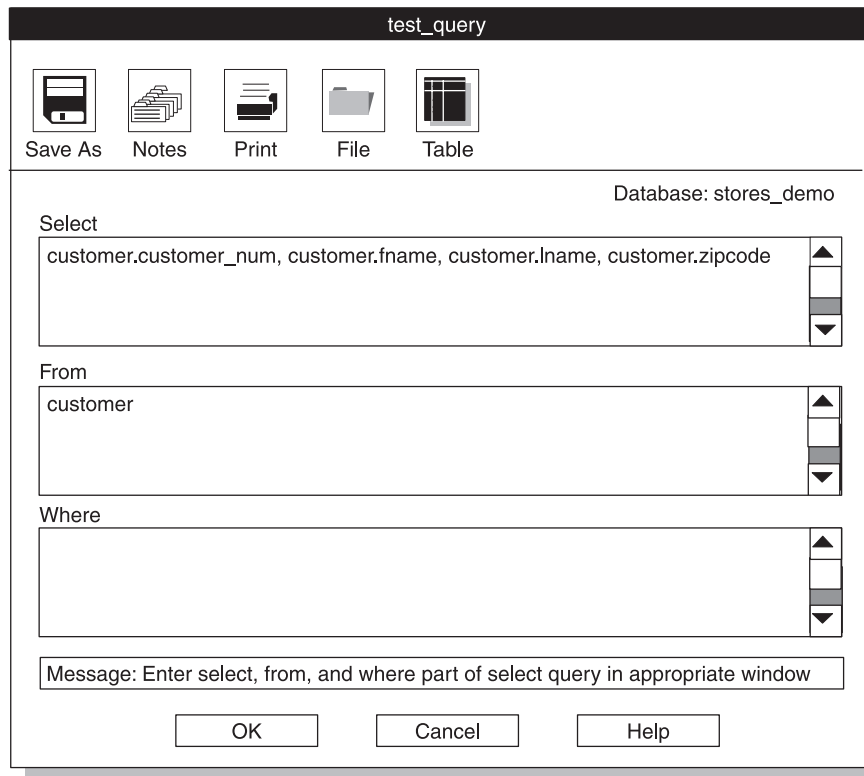 test_query
Save As Notes Print File Table
Database: stores_demo
Select
customer.customer_num, customer.fname, customer.lname, customer.zipcode
From
customer
Where
Message: Enter select, from, and where part of select query in appropriate window
OK Cancel Help